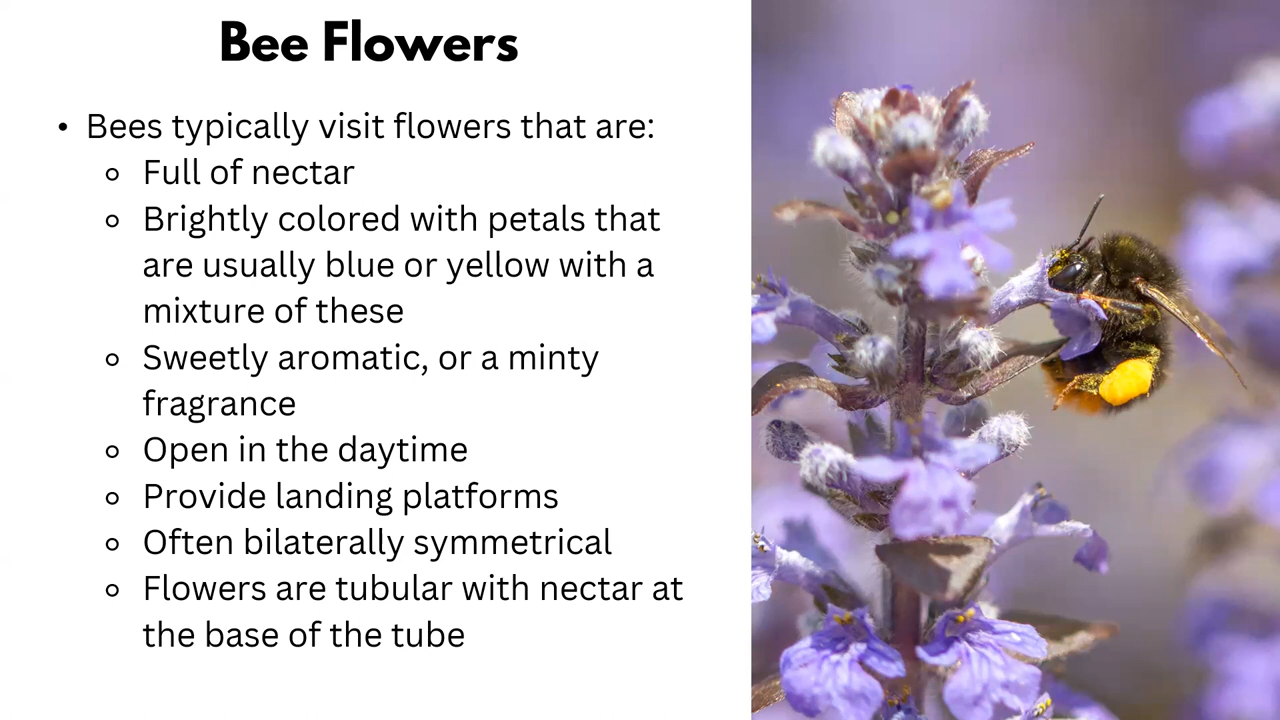 Bee Flowers
• Bees typically visit flowers that are:
○ Full of nectar
○ Brightly colored with petals that
are usually blue or yellow with a
mixture of these
○ Sweetly aromatic, or a minty
fragrance
○ Open in the daytime
○ Provide landing platforms
○ Often bilaterally symmetrical
○ Flowers are tubular with nectar at
the base of the tube